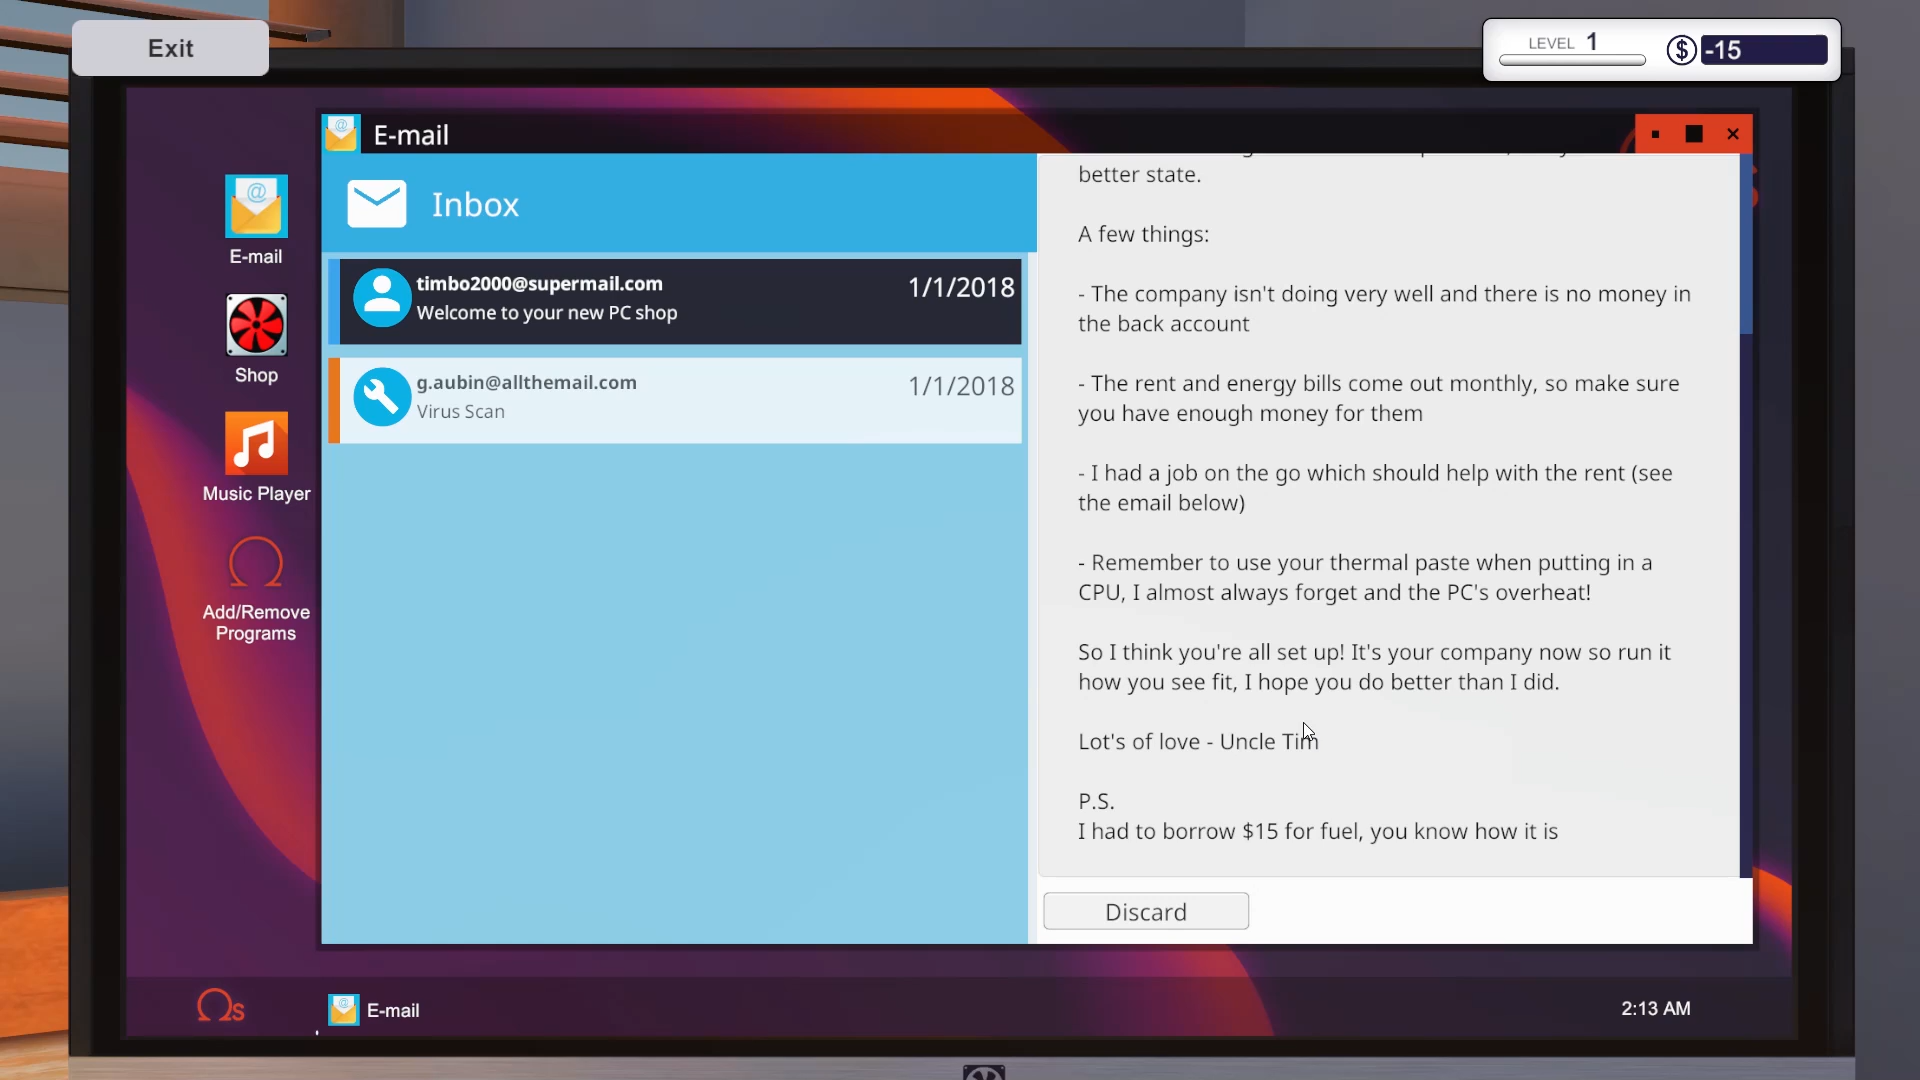 Exit
LEVEL 1
$ -15
E-mail
Inbox
timbo2000@supermail.com
1/1/2018
Welcome to your new PC shop
g.aubin@allthemail.com
1/1/2018
Virus Scan
E-mail
Shop
Music Player
Add/Remove
Programs
better state.
A few things:
- The company isn't doing very well and there is no money in
the back account
- The rent and energy bills come out monthly, so make sure
you have enough money for them
- I had a job on the go which should help with the rent (see
the email below)
- Remember to use your thermal paste when putting in a
CPU, I almost always forget and the PC's overheat!
So I think you're all set up! It's your company now so run it
how you see fit, I hope you do better than I did.
Lot's of love - Uncle Tim
P.S.
I had to borrow $15 for fuel, you know how it is
Discard
Ωs
E-mail
2:13 AM